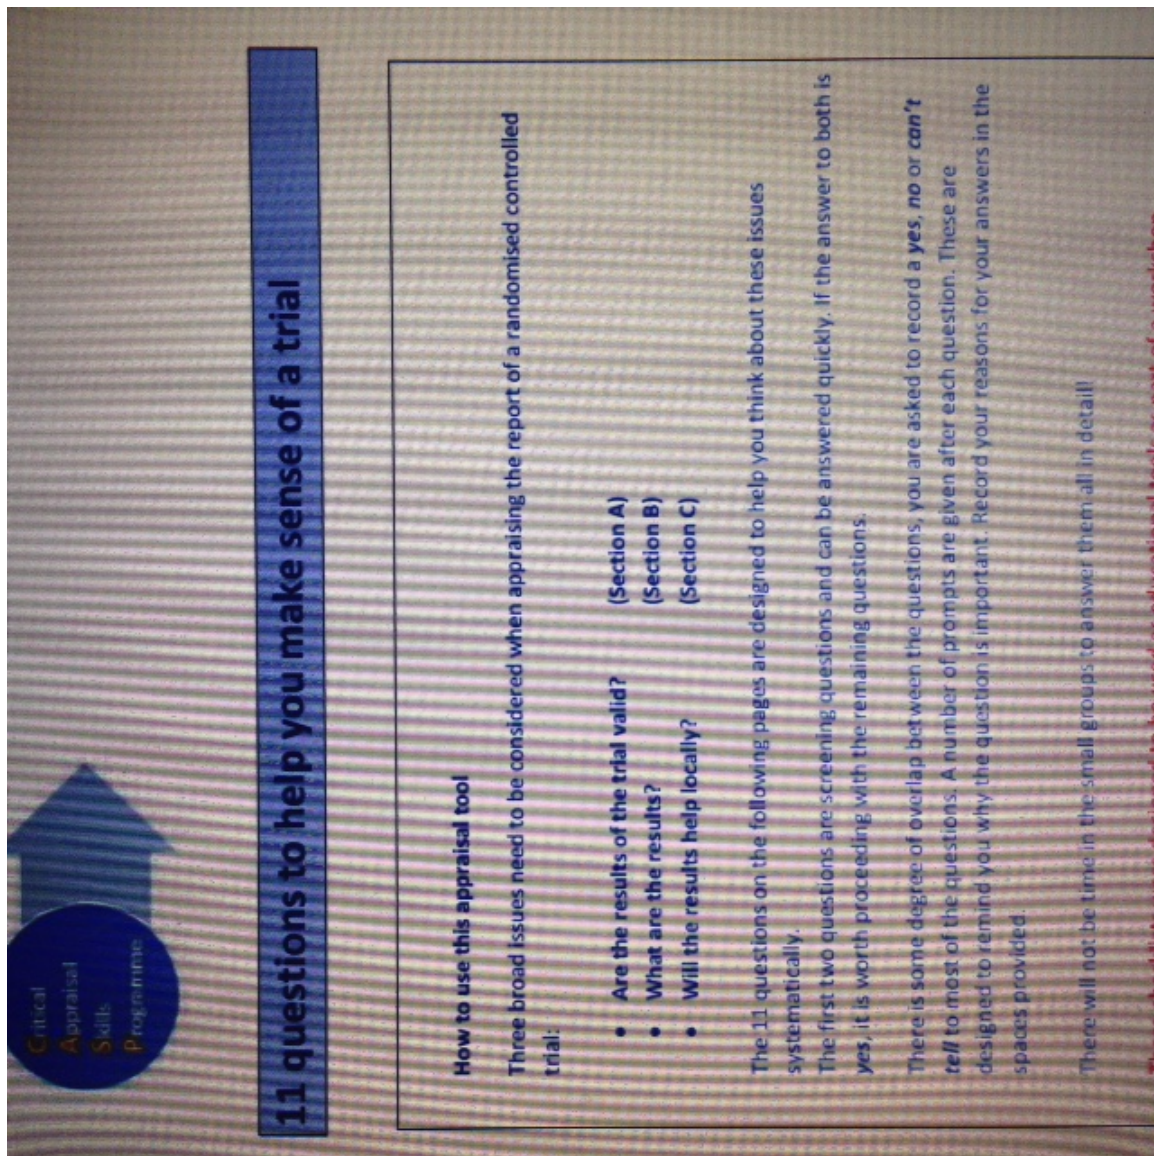 Critical
Appraisal
Skills
Programme
11 questions to help you make sense of a trial
How to use this appraisal tool
Three broad issues need to be considered when appraising the report of a randomised controlled
trial:
• Are the results of the trial valid? (Section A)
• What are the results? (Section B)
• Will the results help locally? (Section C)
The 11 questions on the following pages are designed to help you think about these issues
systematically.
The first two questions are screening questions and can be answered quickly. If the answer to both is
yes, it is worth proceeding with the remaining questions.
There is some degree of overlap between the questions, you are asked to record a yes, no or can't
tell to most of the questions. A number of prompts are given after each question. These are
designed to remind you why the question is important. Record your reasons for your answers in the
spaces provided.
There will not be time in the small groups to answer them all in detail!